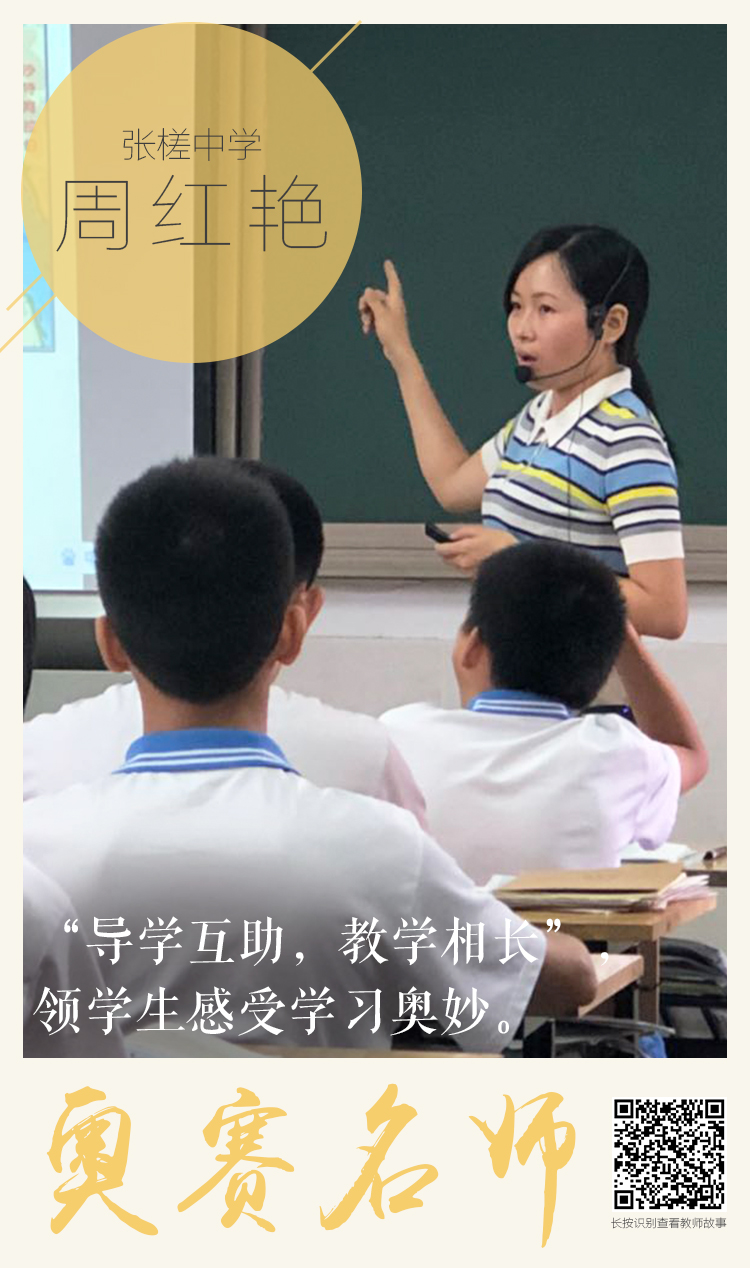 张槎中学
周红艳
“导学互助，教学相长”，
领学生感受学习奥妙。
奥赛名师
长按识别查看教师故事